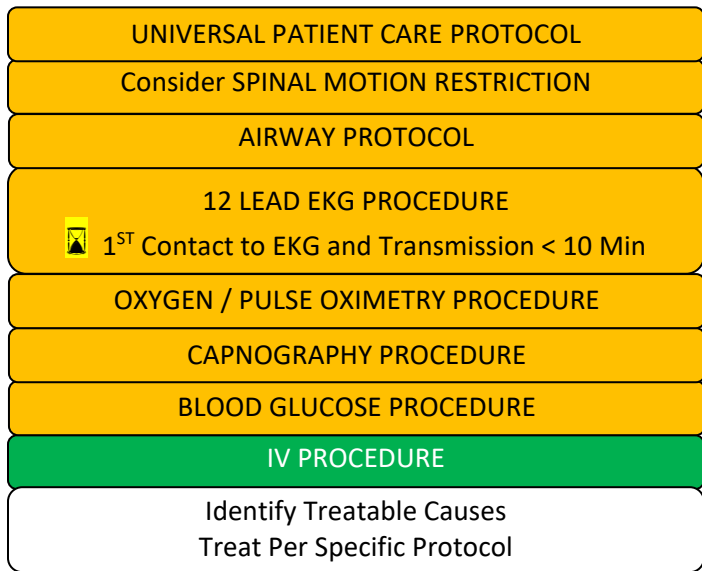 UNIVERSAL PATIENT CARE PROTOCOL
Consider SPINAL MOTION RESTRICTION
AIRWAY PROTOCOL
12 LEAD EKG PROCEDURE
1ST Contact to EKG and Transmission < 10 Min
OXYGEN / PULSE OXIMETRY PROCEDURE
CAPNOGRAPHY PROCEDURE
BLOOD GLUCOSE PROCEDURE
IV PROCEDURE
Identify Treatable Causes
Treat Per Specific Protocol